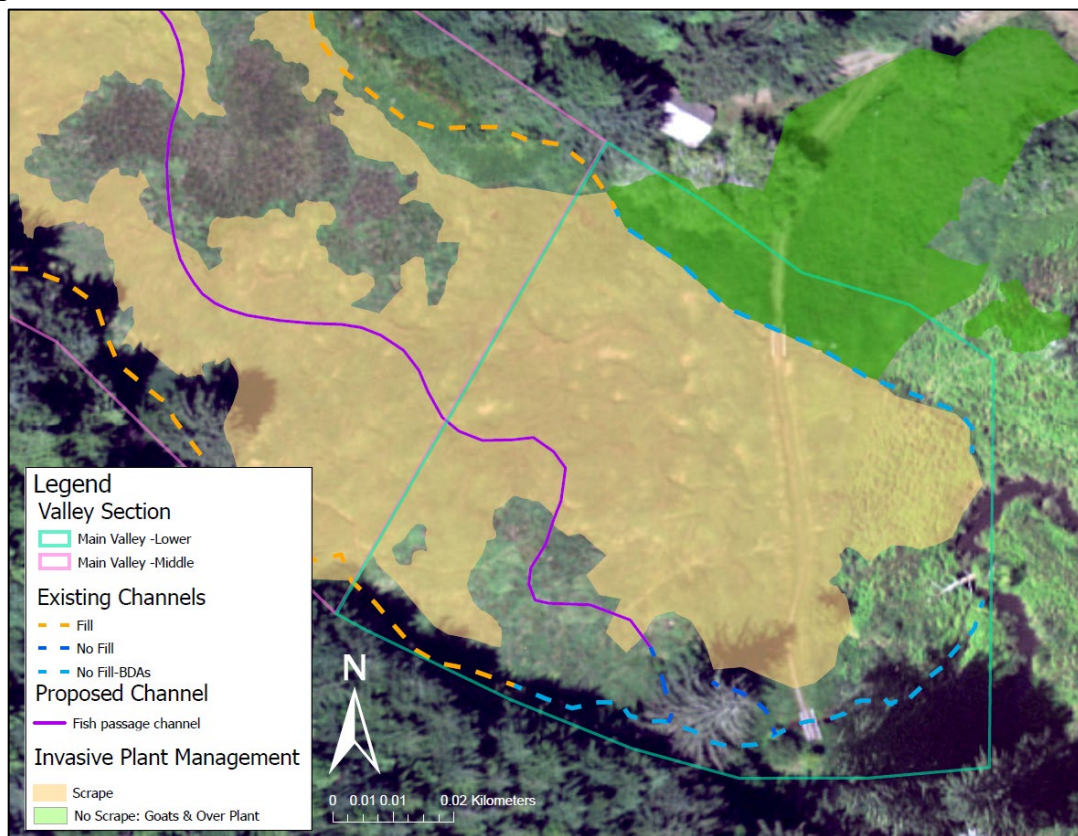 Legend
Valley Section
Main Valley -Lower
Main Valley -Middle
Existing Channels
Fill
No Fill
No Fill-BDAs
Proposed Channel
Fish passage channel
Invasive Plant Management
Scrape
No Scrape: Goats & Over Plant
N
0 0.01 0.01 0.02 Kilometers